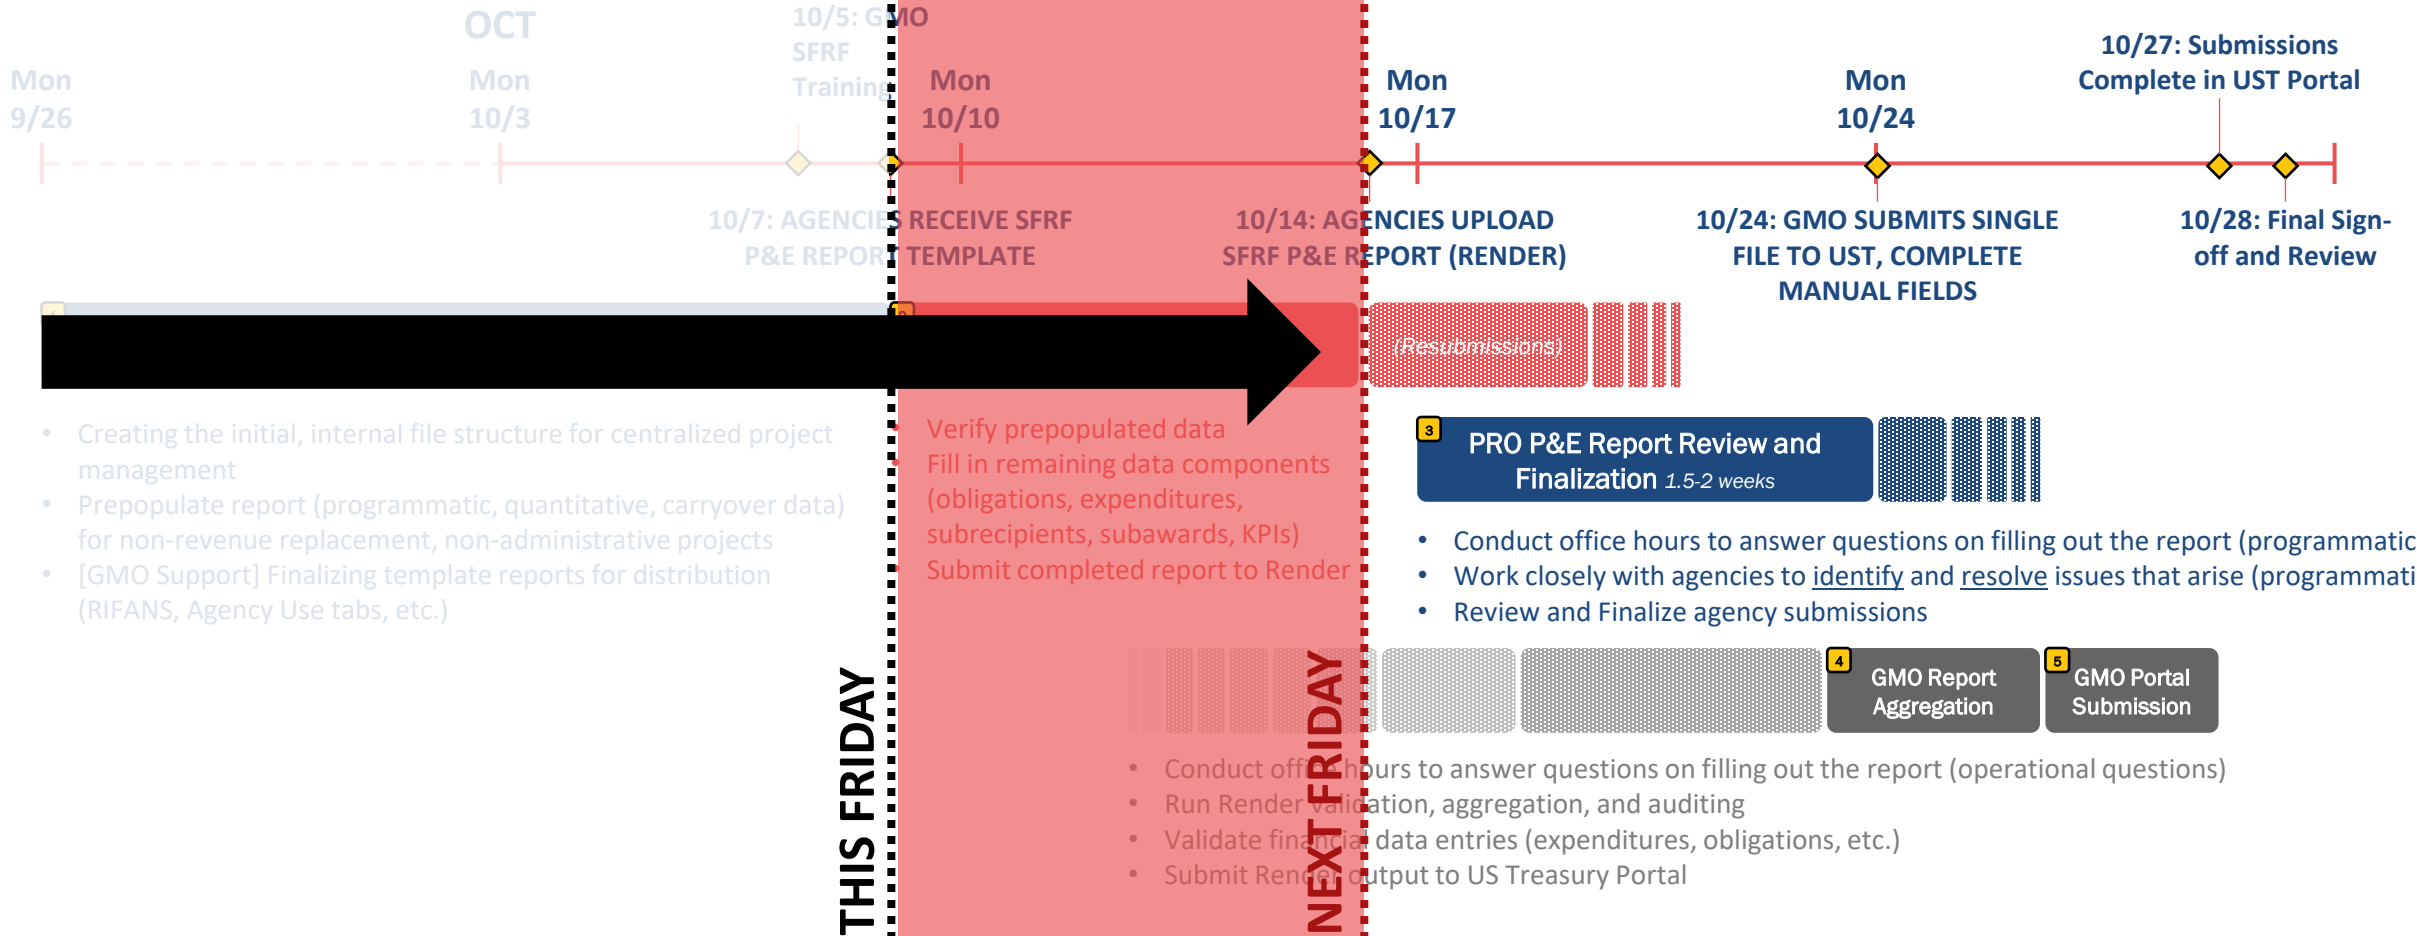 OCT
10/5: GMO
SFRF
Training
10/27: Submissions
Complete in UST Portal
Mon
9/26
Mon
10/3
Mon
10/10
Mon
10/17
Mon
10/24
10/7: AGENCIES RECEIVE SFRF
P&E REPORT TEMPLATE
10/14: AGENCIES UPLOAD
SFRF P&E REPORT (RENDER)
10/24: GMO SUBMITS SINGLE
FILE TO UST, COMPLETE
MANUAL FIELDS
10/28: Final Sign-
off and Review
(Resubmissions)
• Creating the initial, internal file structure for centralized project
management
• Prepopulate report (programmatic, quantitative, carryover data)
for non-revenue replacement, non-administrative projects
• [GMO Support] Finalizing template reports for distribution
(RIFANS, Agency Use tabs, etc.)
• Verify prepopulated data
• Fill in remaining data components
(obligations, expenditures,
subrecipients, subawards, KPIs)
• Submit completed report to Render
3
PRO P&E Report Review and
Finalization 1.5-2 weeks
• Conduct office hours to answer questions on filling out the report (programmatic
• Work closely with agencies to identify and resolve issues that arise (programmati
• Review and Finalize agency submissions
4
GMO Report
Aggregation
5
GMO Portal
Submission
• Conduct office hours to answer questions on filling out the report (operational questions)
• Run Render validation, aggregation, and auditing
• Validate financial data entries (expenditures, obligations, etc.)
• Submit Render output to US Treasury Portal
THIS FRIDAY
NEXT FRIDAY